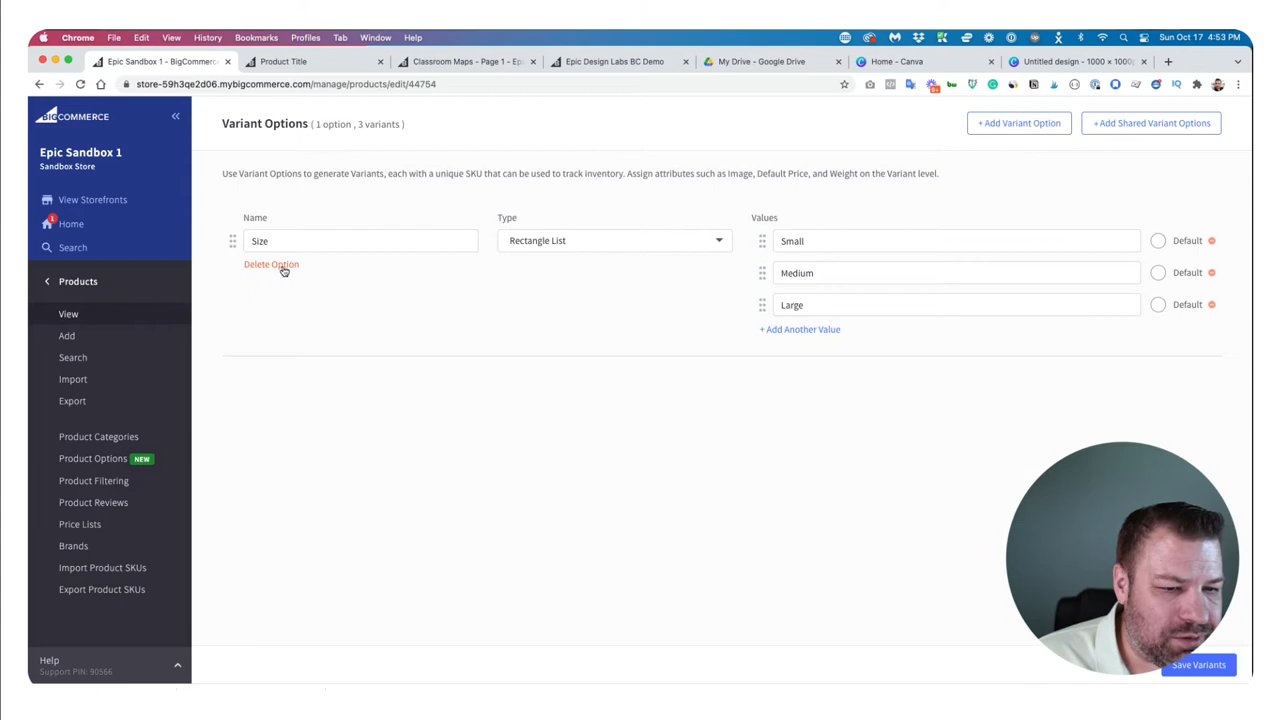 Chrome File Edit View History Bookmarks Profiles Tab Window Help Sun Oct 17 4:53 PM
Epic Sandbox 1 - BigCommerce Product Title Classroom Maps - Page 1 - Epi Epic Design Labs BC Demo My Drive - Google Drive Home - Canva Untitled design - 1000 × 1000p
store-59h3qe2d06.mybigcommerce.com/manage/products/edit/44754
BIGCOMMERCE
Epic Sandbox 1
Sandbox Store
View Storefronts
1
Home
Search
Products
View
Add
Search
Import
Export
Product Categories
Product Options NEW
Product Filtering
Product Reviews
Price Lists
Brands
Import Product SKUs
Export Product SKUs
Help
Support PIN: 90566
Variant Options ( 1 option , 3 variants )
+ Add Variant Option
+ Add Shared Variant Options
Use Variant Options to generate Variants, each with a unique SKU that can be used to track inventory. Assign attributes such as Image, Default Price, and Weight on the Variant level.
Name Type Values
Size Rectangle List Small Default
Delete Option
Medium Default
Large Default
+ Add Another Value
Save Variants